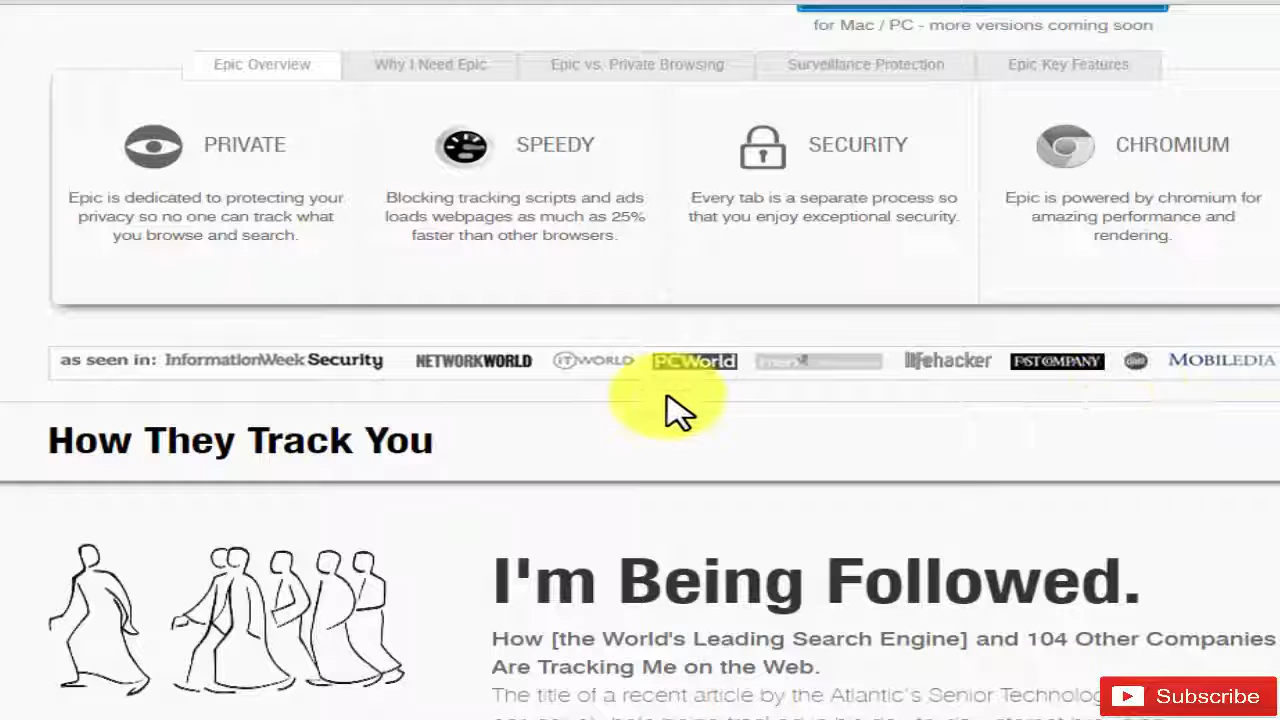 for Mac / PC - more versions coming soon
Epic Overview
Why I Need Epic
Epic vs. Private Browsing
Surveillance Protection
Epic Key Features
PRIVATE
Epic is dedicated to protecting your
privacy so no one can track what
you browse and search.
SPEEDY
Blocking tracking scripts and ads
loads webpages as much as 25%
faster than other browsers.
SECURITY
Every tab is a separate process so
that you enjoy exceptional security.
CHROMIUM
Epic is powered by chromium for
amazing performance and
rendering.
as seen in: InformationWeek Security NETWORKWORLD ITWORLD PCWorld lifehacker FAST COMPANY MOBILEDIA
How They Track You
I'm Being Followed.
How [the World's Leading Search Engine] and 104 Other Companies
Are Tracking Me on the Web.
The title of a recent article by the Atlantic's Senior
Subscribe